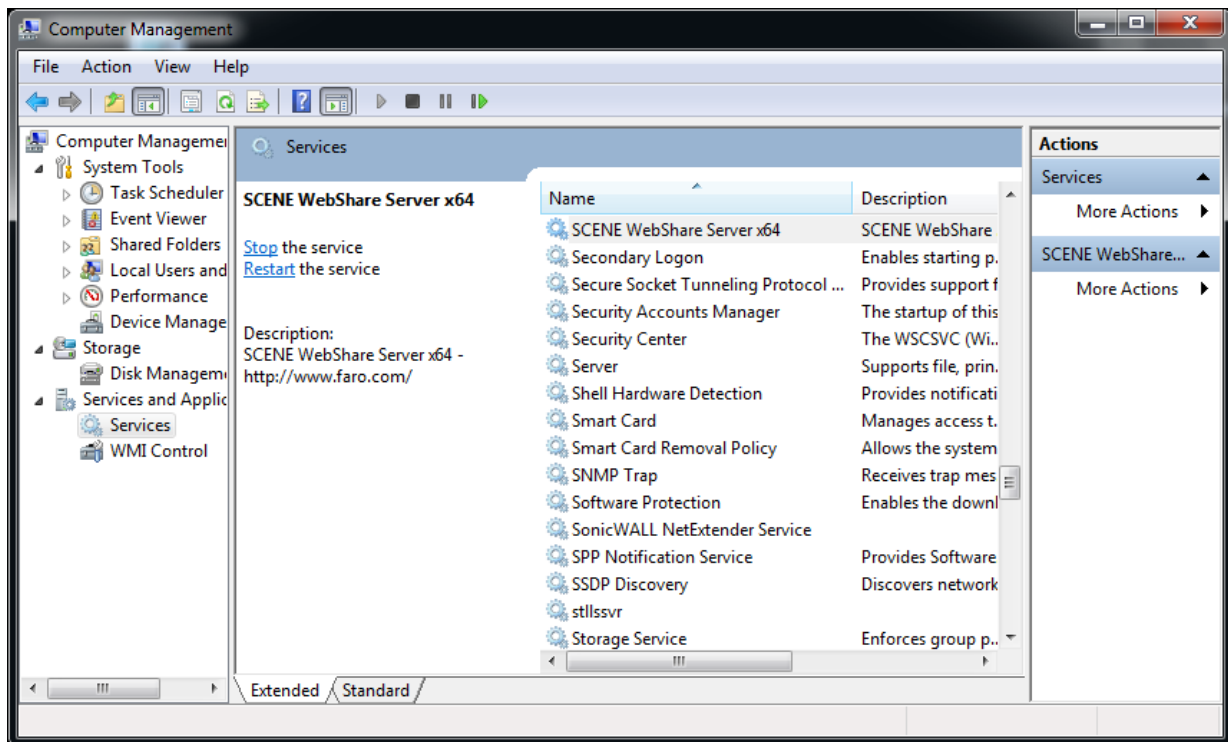 Computer Management
File Action View Help
Computer Managemer
System Tools
Task Scheduler
Event Viewer
Shared Folders
Local Users and
Performance
Device Manage
Storage
Disk Managem
Services and Applic
Services
WMI Control
Services
SCENE WebShare Server x64
Stop the service
Restart the service
Description:
SCENE WebShare Server x64 -
http://www.faro.com/
Name Description
SCENE WebShare Server x64 SCENE WebShare
Secondary Logon Enables starting p.
Secure Socket Tunneling Protocol ... Provides support f
Security Accounts Manager The startup of this
Security Center The WSCSVC (Wi..
Server Supports file, prin.
Shell Hardware Detection Provides notificati
Smart Card Manages access t.
Smart Card Removal Policy Allows the system
SNMP Trap Receives trap mes
Software Protection Enables the downl
SonicWALL NetExtender Service
SPP Notification Service Provides Software
SSDP Discovery Discovers network
stllssvr
Storage Service Enforces group p..
Extended Standard
Actions
Services
More Actions
SCENE WebShare...
More Actions